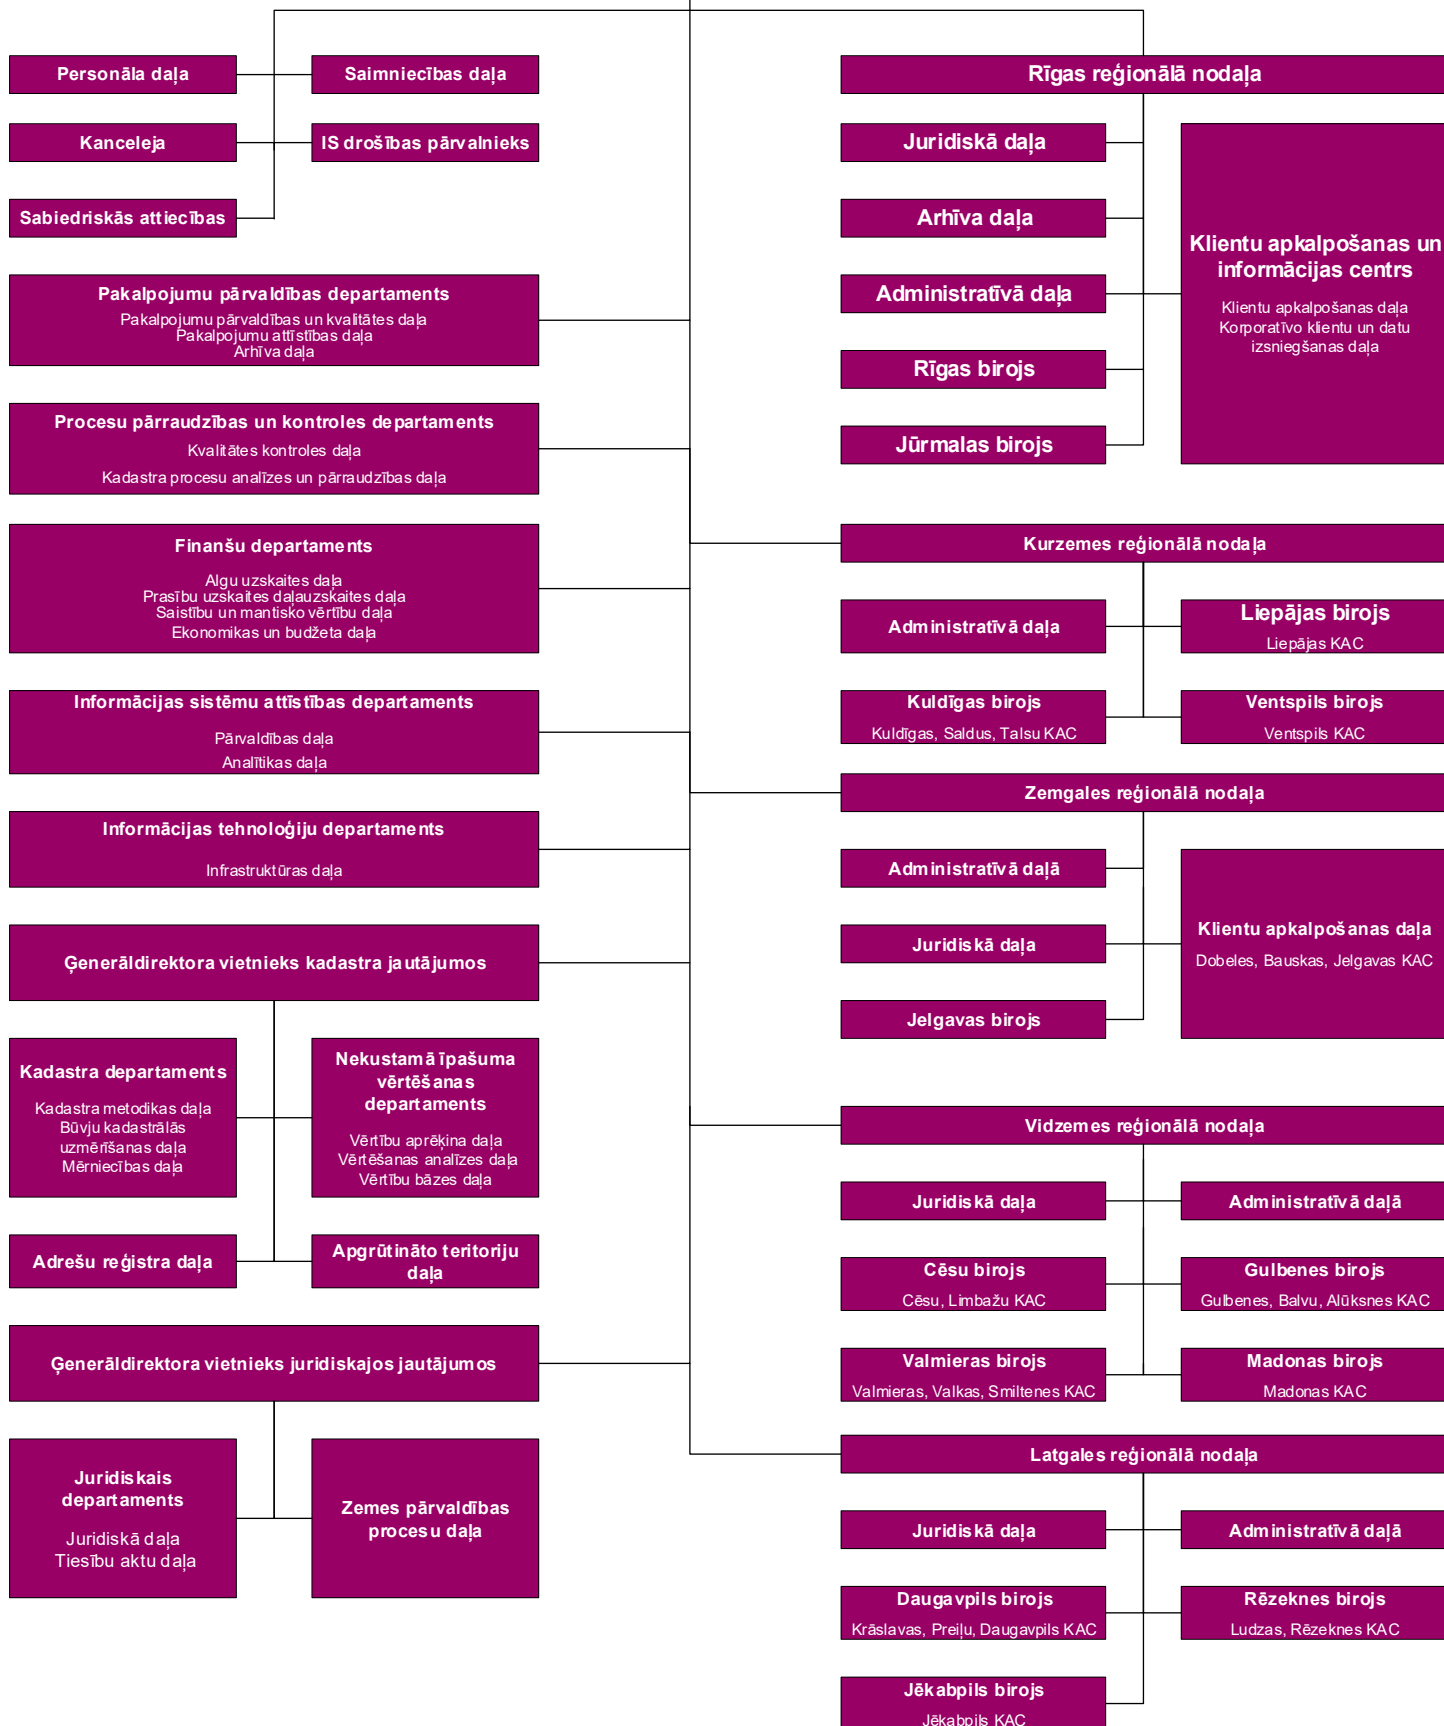 Personāla daļa
Saimniecības daļa
Kanceleja
IS drošības pārvalnieks
Sabiedriskās attiecības
Pakalpojumu pārvaldības departaments
Pakalpojumu pārvaldības un kvalitātes daļa
Pakalpojumu attīstības daļa
Arhīva daļa
Procesu pārraudzības un kontroles departaments
Kvalitātes kontroles daļa
Kadastra procesu analīzes un pārraudzības daļa
Finanšu departaments
Algu uzskaites daļa
Prasību uzskaites daļauzskaites daļa
Saistību un mantisko vērtību daļa
Ekonomikas un budžeta daļa
Informācijas sistēmu attīstības departaments
Pārvaldības daļa
Analītikas daļa
Informācijas tehnoloģiju departaments
Infrastruktūras daļa
Ģenerāldirektora vietnieks kadastra jautājumos
Kadastra departaments
Kadastra metodikas daļa
Būvju kadastrālās
uzmērīšanas daļa
Mērniecības daļa
Nekustamā īpašuma
vērtēšanas
departaments
Vērtību aprēķina daļa
Vērtēšanas analīzes daļa
Vērtību bāzes daļa
Adrešu reģistra daļa
Apgrūtināto teritoriju
daļa
Ģenerāldirektora vietnieks juridiskajos jautājumos
Juridiskais
departaments
Juridiskā daļa
Tiesību aktu daļa
Zemes pārvaldības
procesu daļa
Rīgas reģionālā nodaļa
Juridiskā daļa
Arhīva daļa
Administratīvā daļa
Rīgas birojs
Jūrmalas birojs
Klientu apkalpošanas un
informācijas centrs
Klientu apkalpošanas daļa
Korporatīvo klientu un datu
izsniegšanas daļa
Kurzemes reģionālā nodaļa
Administratīvā daļa
Liepājas birojs
Liepājas KAC
Kuldīgas birojs
Kuldīgas, Saldus, Talsu KAC
Ventspils birojs
Ventspils KAC
Zemgales reģionālā nodaļa
Administratīvā daļā
Juridiskā daļa
Jelgavas birojs
Klientu apkalpošanas daļa
Dobeles, Bauskas, Jelgavas KAC
Vidzemes reģionālā nodaļa
Juridiskā daļa
Administratīvā daļā
Cēsu birojs
Cēsu, Limbažu KAC
Gulbenes birojs
Gulbenes, Balvu, Alūksnes KAC
Valmieras birojs
Valmieras, Valkas, Smiltenes KAC
Madonas birojs
Madonas KAC
Latgales reģionālā nodaļa
Juridiskā daļa
Administratīvā daļā
Daugavpils birojs
Krāslavas, Preiļu, Daugavpils KAC
Rēzeknes birojs
Ludzas, Rēzeknes KAC
Jēkabpils birojs
Jēkabpils KAC